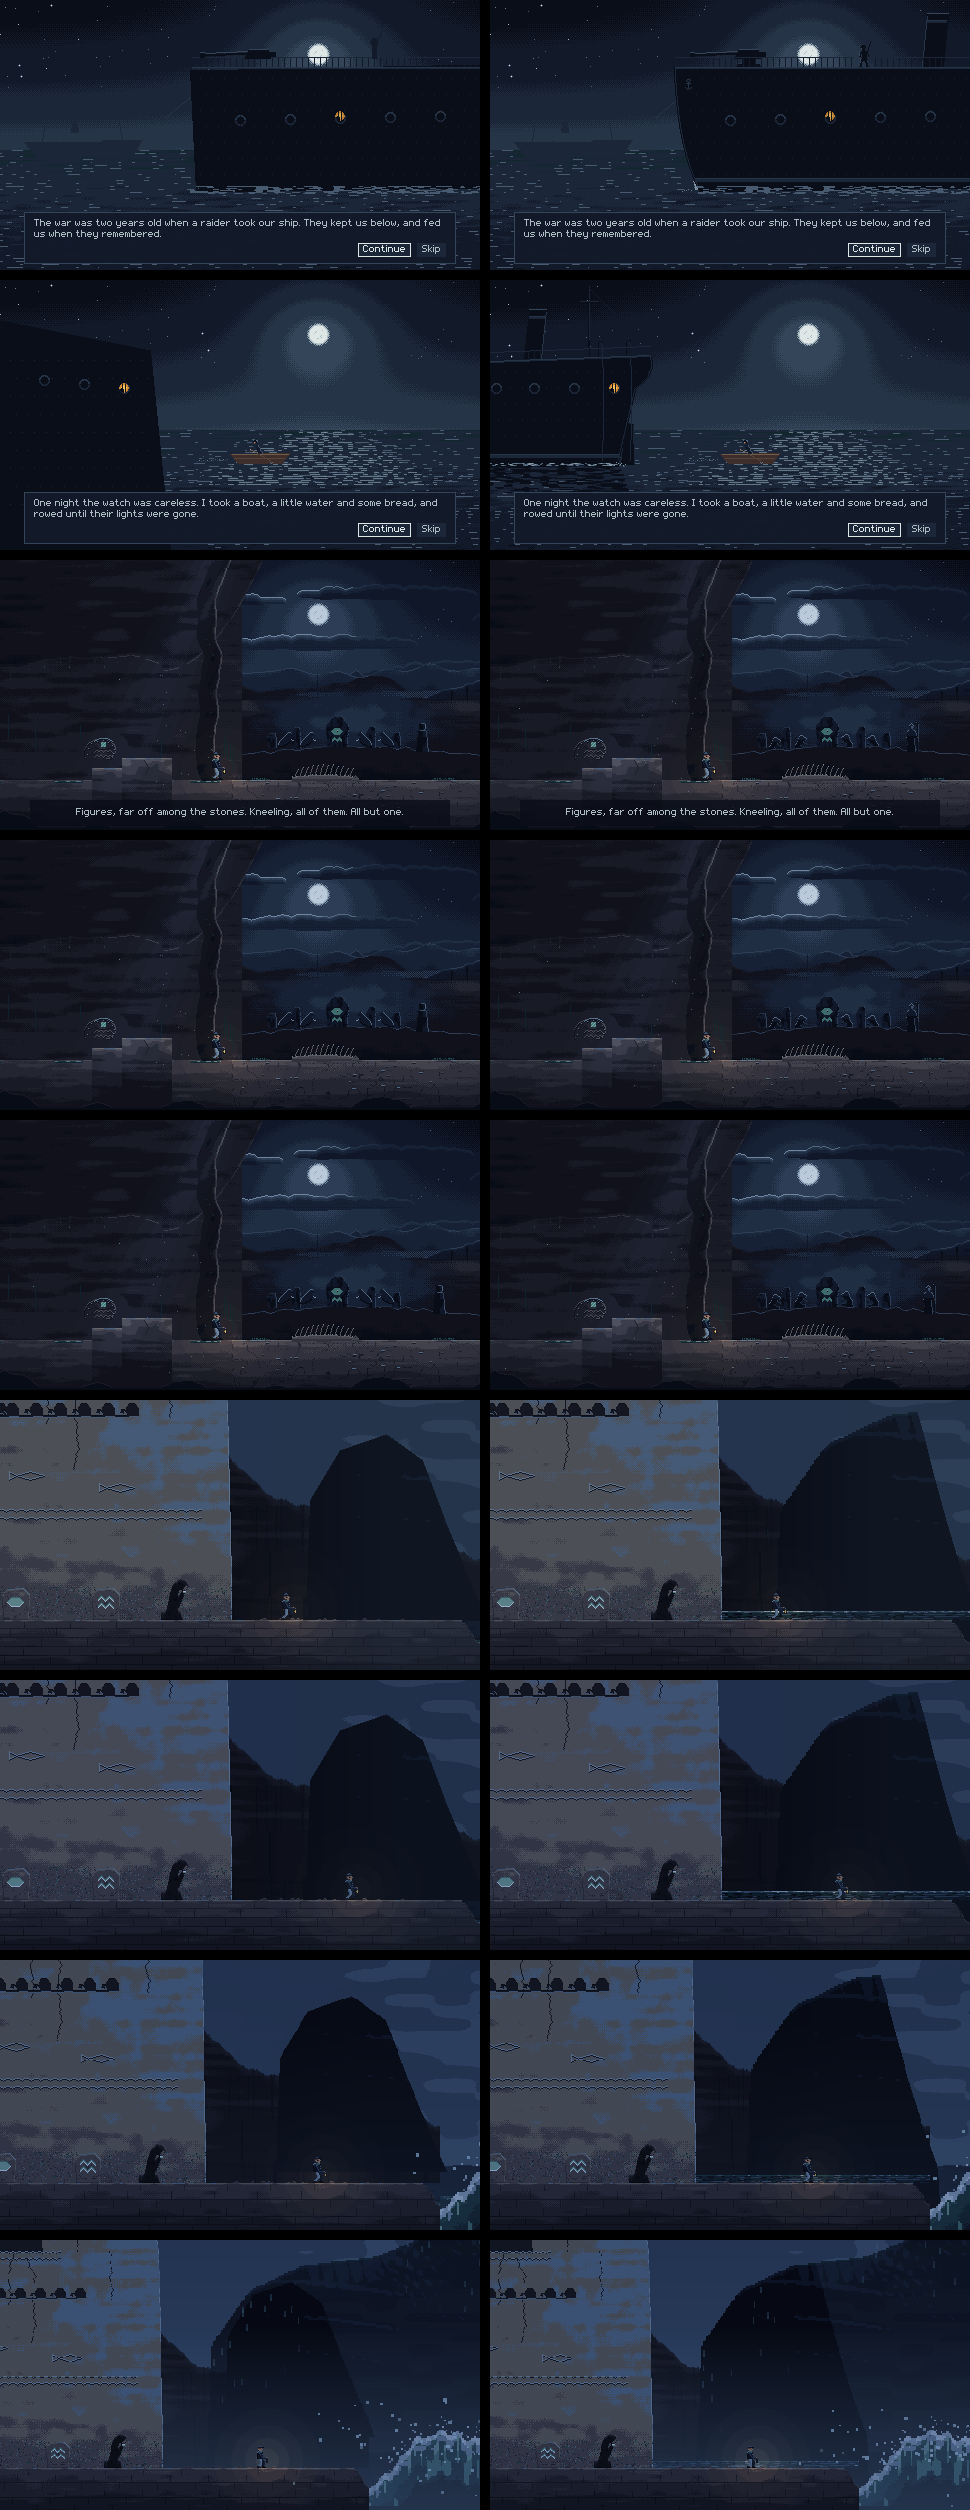 The war was two years old when a raider took our ship. They kept us below, and fed
us when they remembered.
Continue Skip
The war was two years old when a raider took our ship. They kept us below, and fed
us when they remembered.
Continue Skip
One night the watch was careless. I took a boat, a little water and some bread, and
rowed until their lights were gone.
Continue Skip
One night the watch was careless. I took a boat, a little water and some bread, and
rowed until their lights were gone.
Continue Skip
Figures, far off among the stones. Kneeling, all of them. All but one.
Figures, far off among the stones. Kneeling, all of them. All but one.